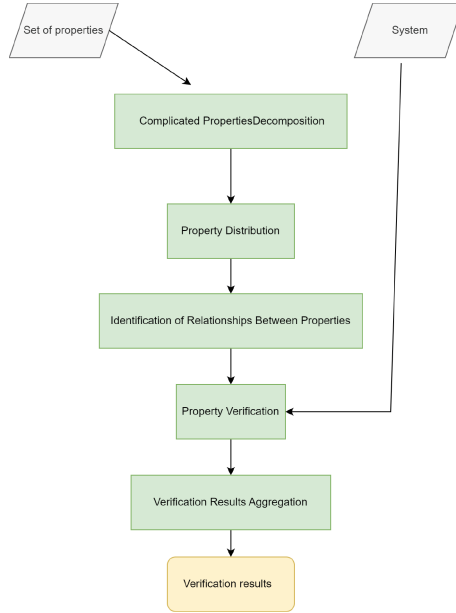 Set of properties
System
Complicated PropertiesDecomposition
Property Distribution
Identification of Relationships Between Properties
Property Verification
Verification Results Aggregation
Verification results